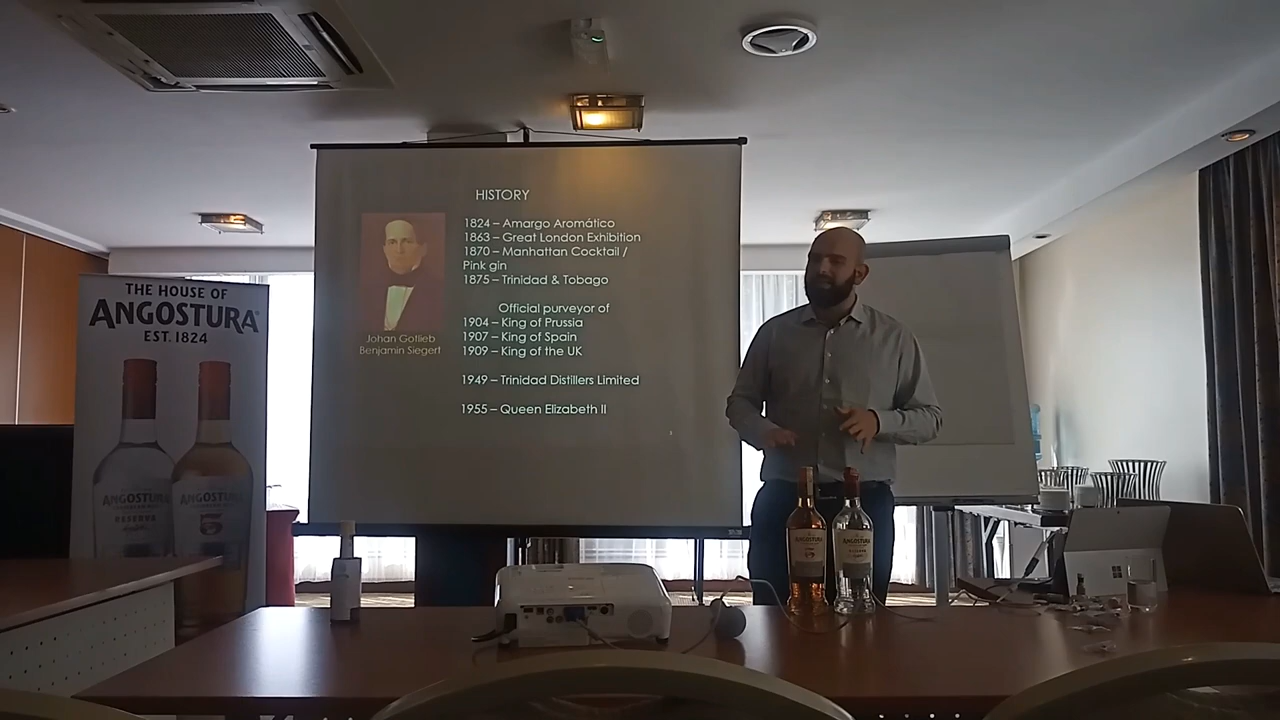 THE HOUSE OF
ANGOSTURA®
EST. 1824
ANGOSTURA
RESERVA
ANGOSTURA
5
HISTORY
1824 – Amargo Aromático
1863 – Great London Exhibition
1870 – Manhattan Cocktail /
Pink gin
1875 – Trinidad & Tobago
Official purveyor of
1904 – King of Prussia
1907 – King of Spain
1909 – King of the UK
1949 – Trinidad Distillers Limited
1955 – Queen Elizabeth II
Johan Gotlieb
Benjamin Siegert
ANGOSTURA
ANGOSTURA